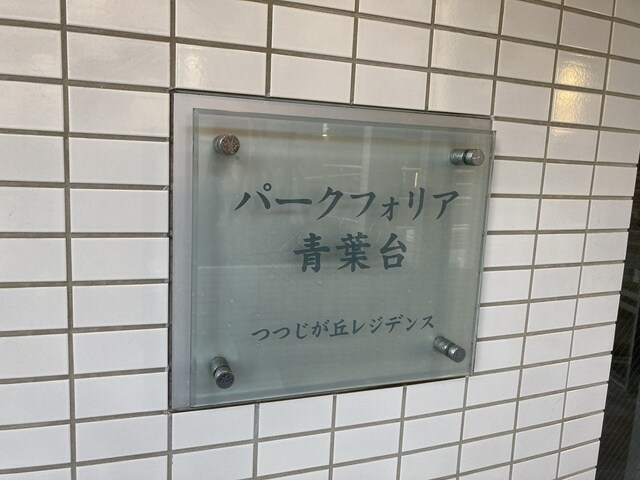 パークフォリア
青葉台
つつじが丘レジデンス